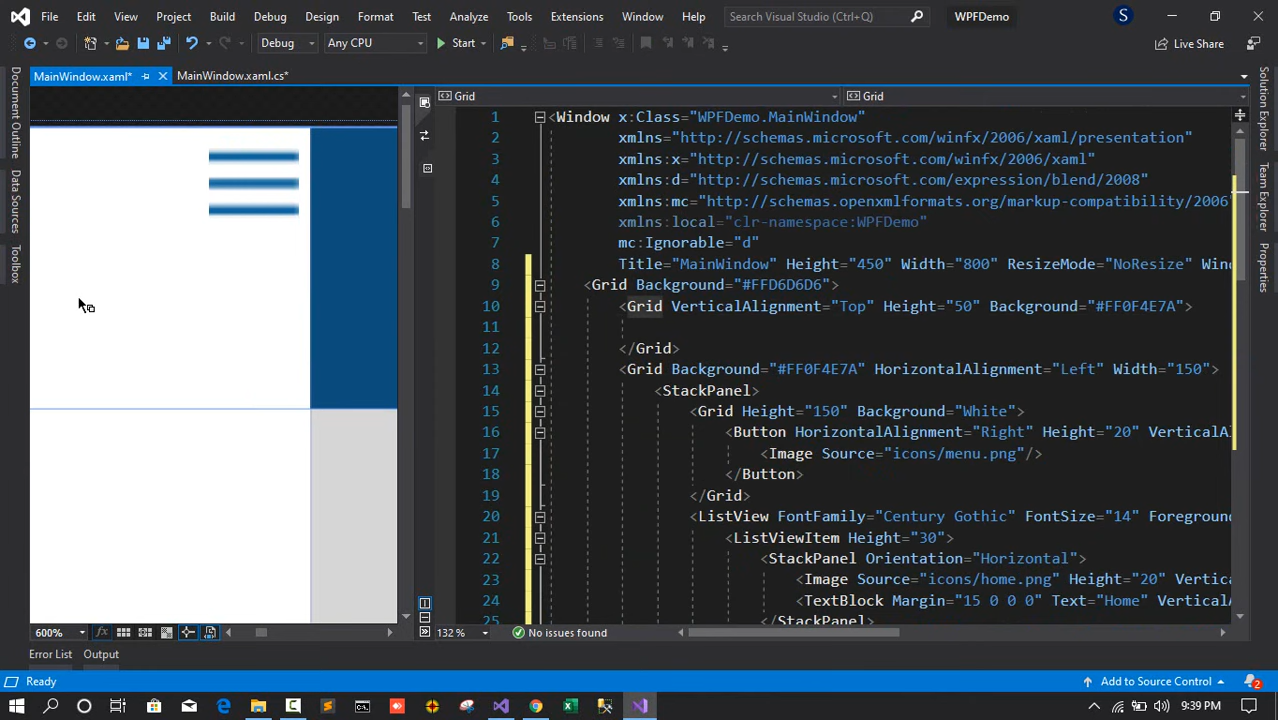 File Edit View Project Build Debug Design Format Test Analyze Tools Extensions Window Help Search Visual Studio (Ctrl+Q) WPFDemo S
Debug Any CPU Start Live Share
MainWindow.xaml* MainWindow.xaml.cs*
Document Outline
Data Sources
Toolbox
Grid Grid
1 <Window x:Class="WPFDemo.MainWindow"
2 xmlns="http://schemas.microsoft.com/winfx/2006/xaml/presentation"
3 xmlns:x="http://schemas.microsoft.com/winfx/2006/xaml"
4 xmlns:d="http://schemas.microsoft.com/expression/blend/2008"
5 xmlns:mc="http://schemas.openxmlformats.org/markup-compatibility/2006"
6 xmlns:local="clr-namespace:WPFDemo"
7 mc:Ignorable="d"
8 Title="MainWindow" Height="450" Width="800" ResizeMode="NoResize" Wind
9 <Grid Background="#FFD6D6D6">
10 <Grid VerticalAlignment="Top" Height="50" Background="#FF0F4E7A">
11
12 </Grid>
13 <Grid Background="#FF0F4E7A" HorizontalAlignment="Left" Width="150">
14 <StackPanel>
15 <Grid Height="150" Background="White">
16 <Button HorizontalAlignment="Right" Height="20" VerticalAl
17 <Image Source="icons/menu.png"/>
18 </Button>
19 </Grid>
20 <ListView FontFamily="Century Gothic" FontSize="14" Foreground
21 <ListViewItem Height="30">
22 <StackPanel Orientation="Horizontal">
23 <Image Source="icons/home.png" Height="20" Vertica
24 <TextBlock Margin="15 0 0 0" Text="Home" VerticalA
25 </StackPanel>
Solution Explorer
Team Explorer
Properties
600% fx 132 % No issues found
Error List Output
Ready Add to Source Control 2
9:39 PM